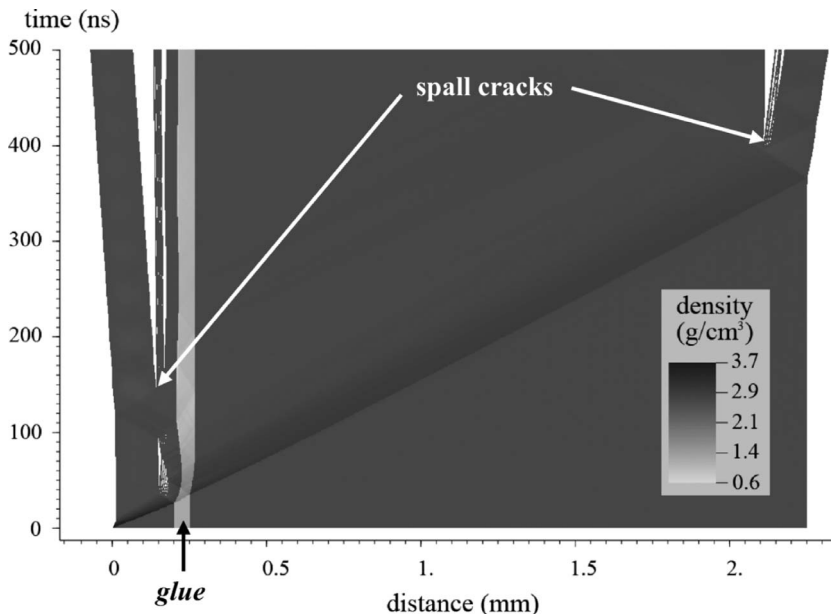 time (ns)
500
400
300
200
100
0
spall cracks
density
(g/cm³)
3.7
2.9
2.1
1.4
0.6
0 0.5 1. 1.5 2.
glue
distance (mm)